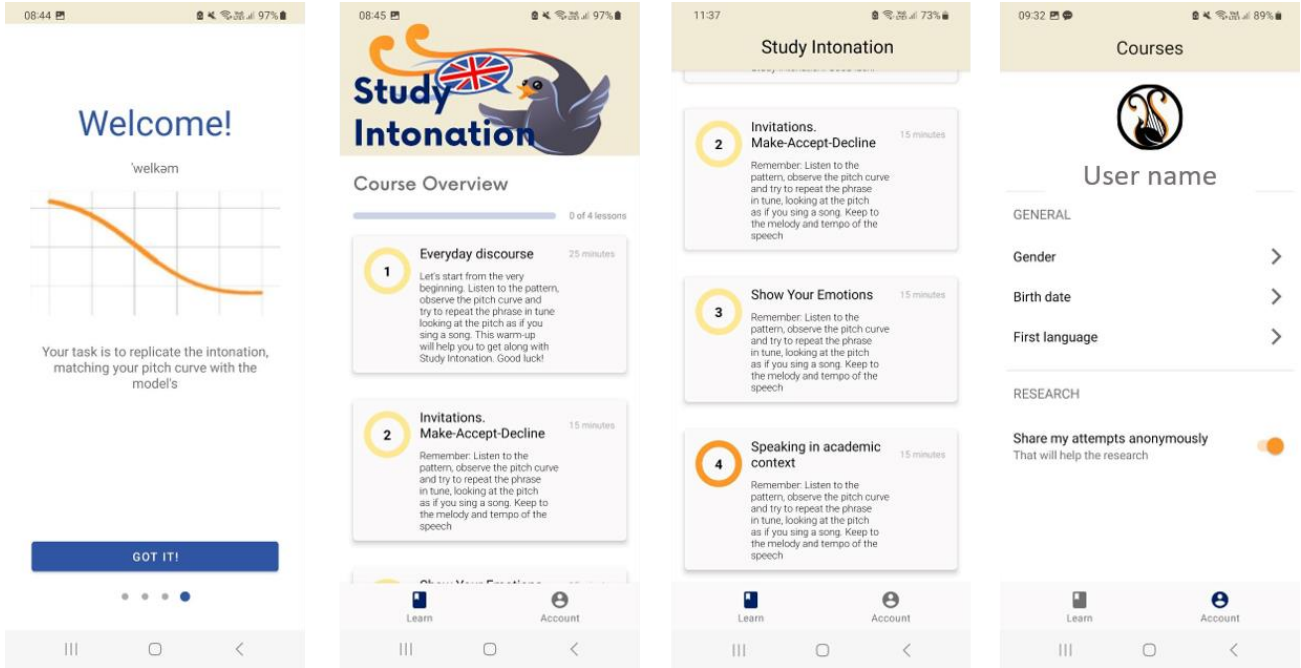 08:44
97%
Welcome!
ˈwelkəm
Your task is to replicate the intonation,
matching your pitch curve with the
model's
GOT IT!
08:45
97%
Study
Intonation
Course Overview
0 of 4 lessons
1
Everyday discourse
25 minutes
Let's start from the very
beginning. Listen to the pattern,
observe the pitch curve and
try to repeat the phrase in tune
looking at the pitch as if you
sing a song. This warm-up
will help you to get along with
Study Intonation. Good luck!
2
Invitations.
Make-Accept-Decline
15 minutes
Remember: Listen to the
pattern, observe the pitch curve
and try to repeat the phrase
in tune, looking at the pitch
as if you sing a song. Keep to
the melody and tempo of the
speech
Show Your Emotions
Learn
Account
11:37
73%
Study Intonation
Study Intonation. Good luck!
2
Invitations.
Make-Accept-Decline
15 minutes
Remember: Listen to the
pattern, observe the pitch curve
and try to repeat the phrase
in tune, looking at the pitch
as if you sing a song. Keep to
the melody and tempo of the
speech
3
Show Your Emotions
15 minutes
Remember: Listen to the
pattern, observe the pitch curve
and try to repeat the phrase
in tune, looking at the pitch
as if you sing a song. Keep to
the melody and tempo of the
speech
4
Speaking in academic
context
15 minutes
Remember: Listen to the
pattern, observe the pitch curve
and try to repeat the phrase
in tune, looking at the pitch
as if you sing a song. Keep to
the melody and tempo of the
speech
Learn
Account
09:32
89%
Courses
User name
GENERAL
Gender
Birth date
First language
RESEARCH
Share my attempts anonymously
That will help the research
Learn
Account